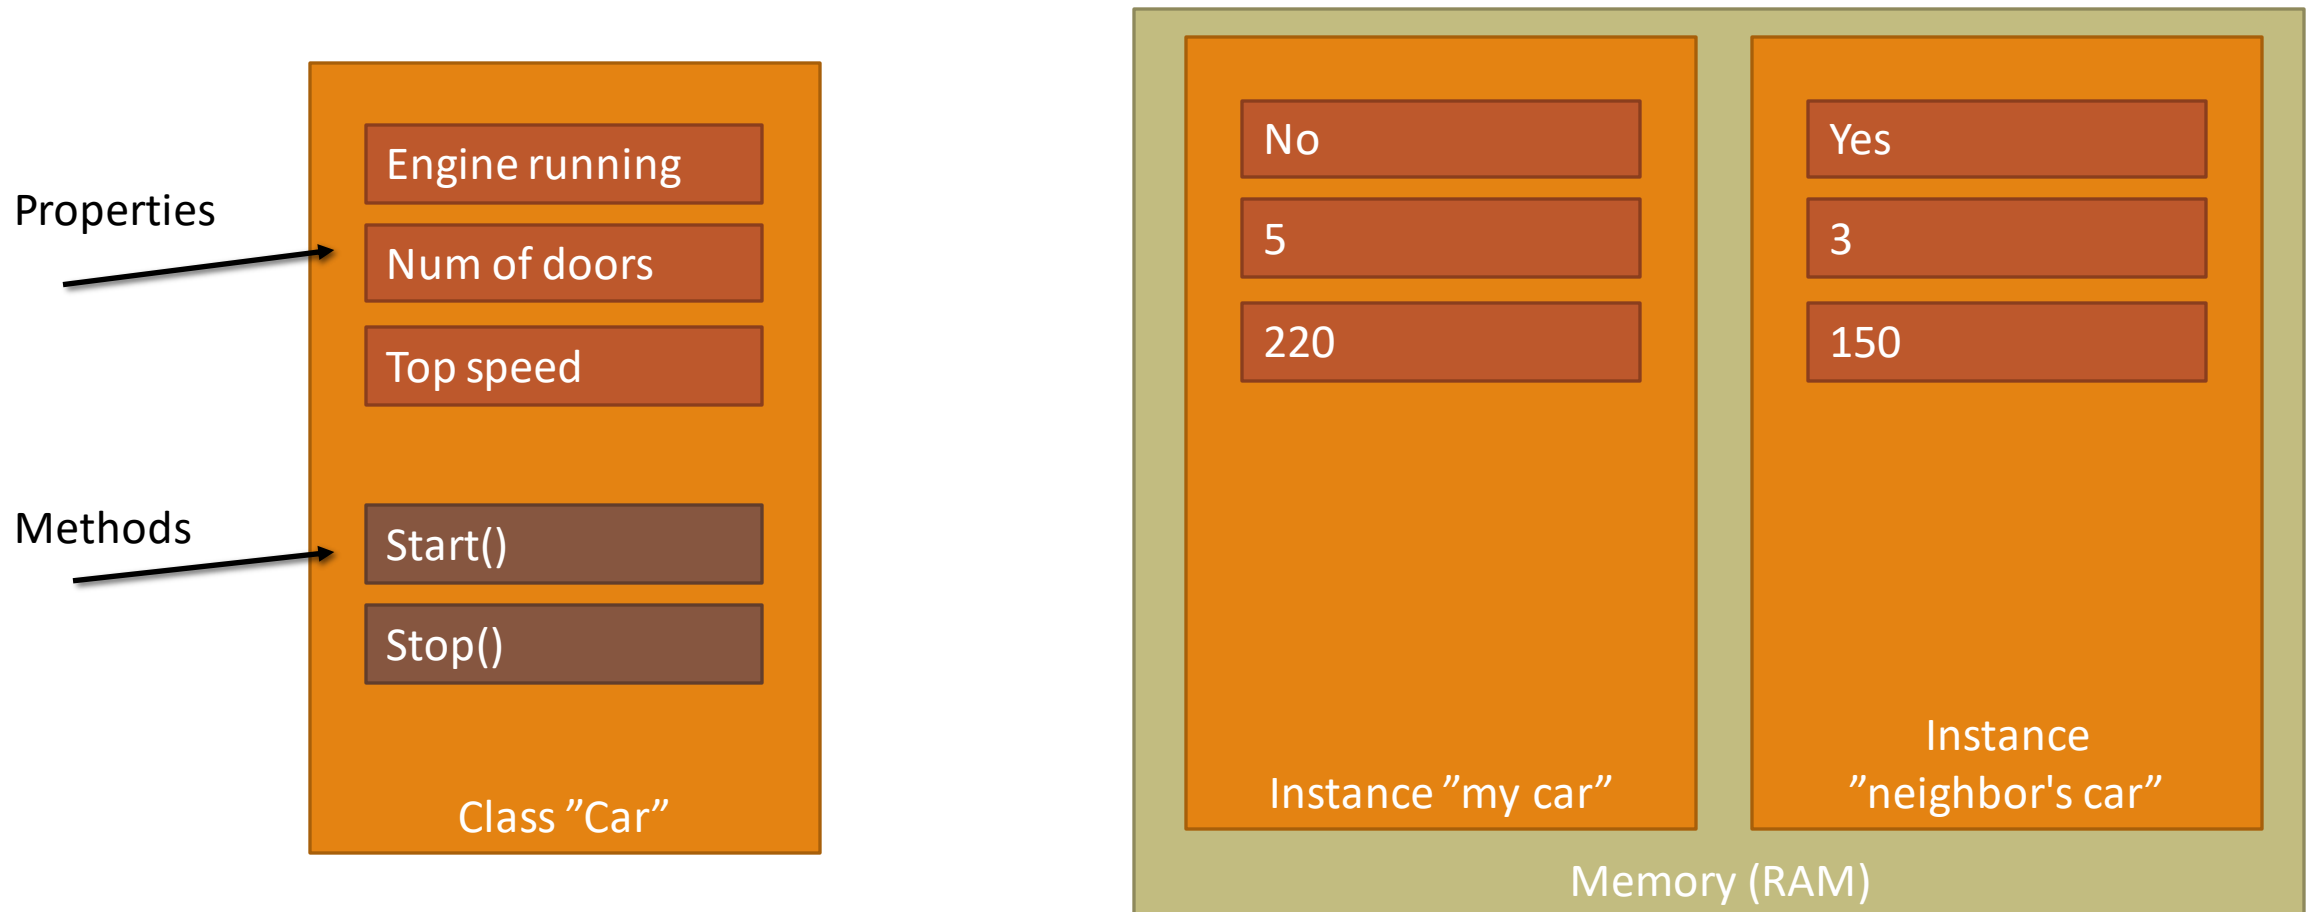 Properties
Methods
Engine running
Num of doors
Top speed
Start()
Stop()
Class ”Car”
No
5
220
Instance ”my car”
Yes
3
150
Instance
”neighbor's car”
Memory (RAM)